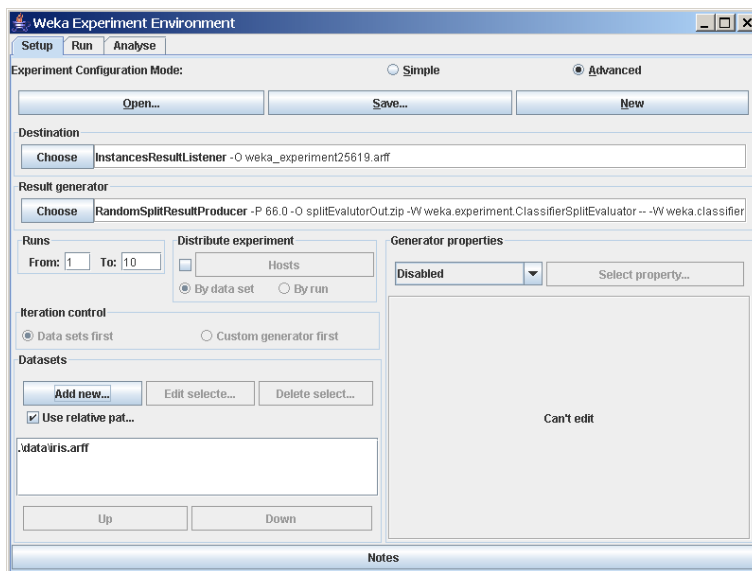 Weka Experiment Environment
Setup Run Analyse
Experiment Configuration Mode: Simple Advanced
Open... Save... New
Destination
Choose InstancesResultListener -O weka_experiment25619.arff
Result generator
Choose RandomSplitResultProducer -P 66.0 -O splitEvalutorOut.zip -W weka.experiment.ClassifierSplitEvaluator -- -W weka.classifier
Runs Distribute experiment Generator properties
From: 1 To: 10 Hosts Disabled Select property...
By data set By run
Iteration control
Data sets first Custom generator first
Datasets
Add new... Edit selecte... Delete select...
Use relative pat... Can't edit
.\data\iris.arff
Up Down
Notes